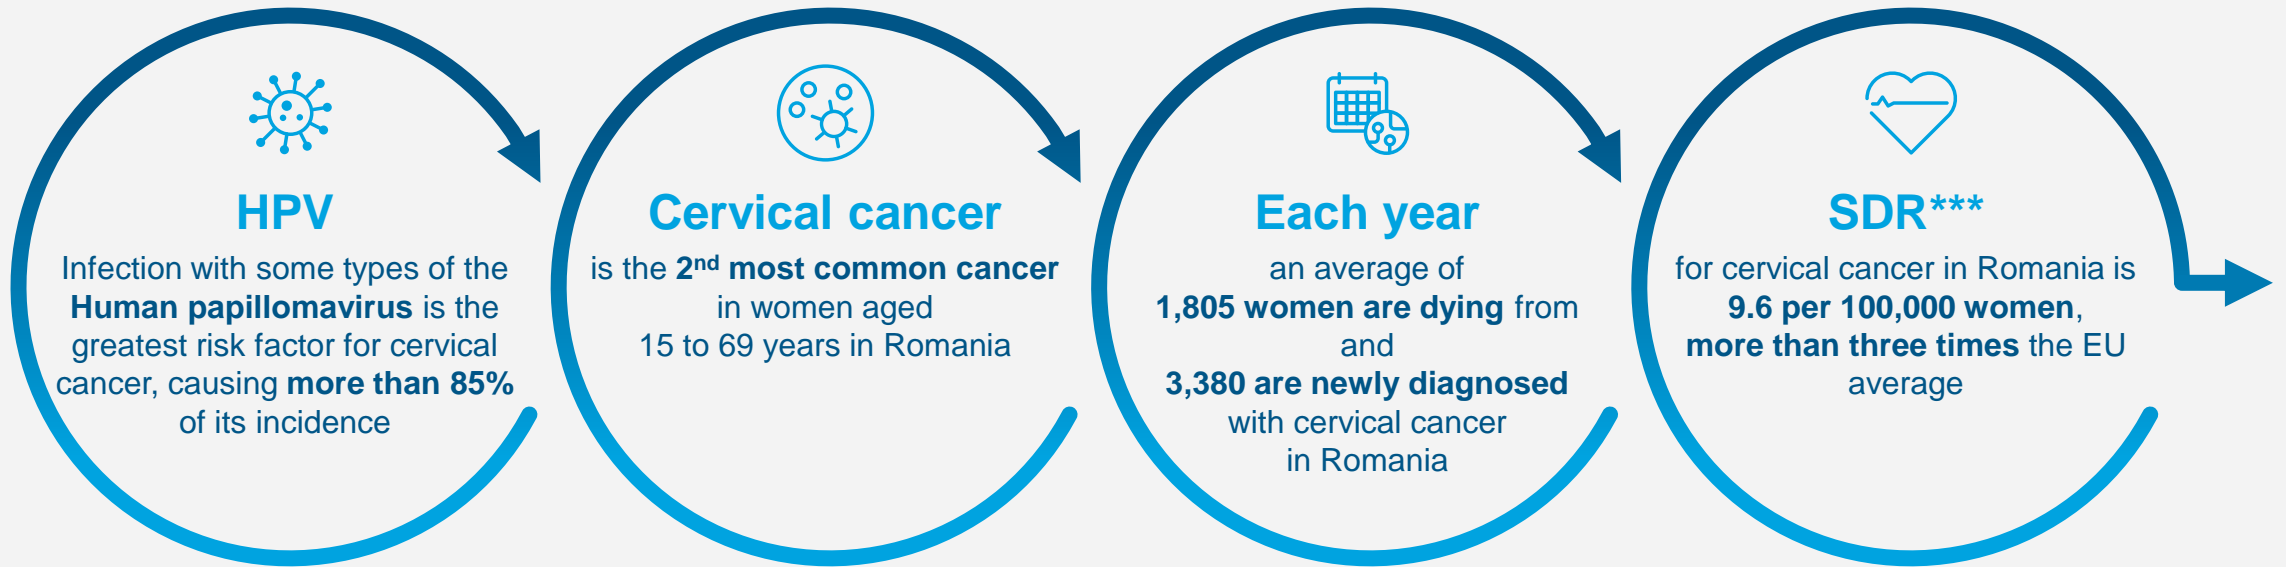 HPV
Infection with some types of the
Human papillomavirus is the
greatest risk factor for cervical
cancer, causing more than 85%
of its incidence
Cervical cancer
is the 2nd most common cancer
in women aged
15 to 69 years in Romania
Each year
an average of
1,805 women are dying from
and
3,380 are newly diagnosed
with cervical cancer
in Romania
SDR***
for cervical cancer in Romania is
9.6 per 100,000 women,
more than three times the EU
average